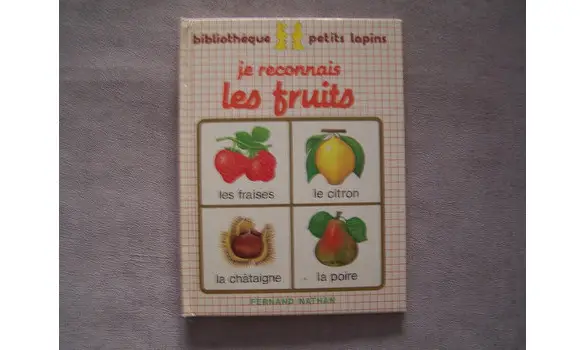 bibliothèque petits lapins
je reconnais
les fruits
les fraises
le citron
la châtaigne
la poire
FERNAND NATHAN